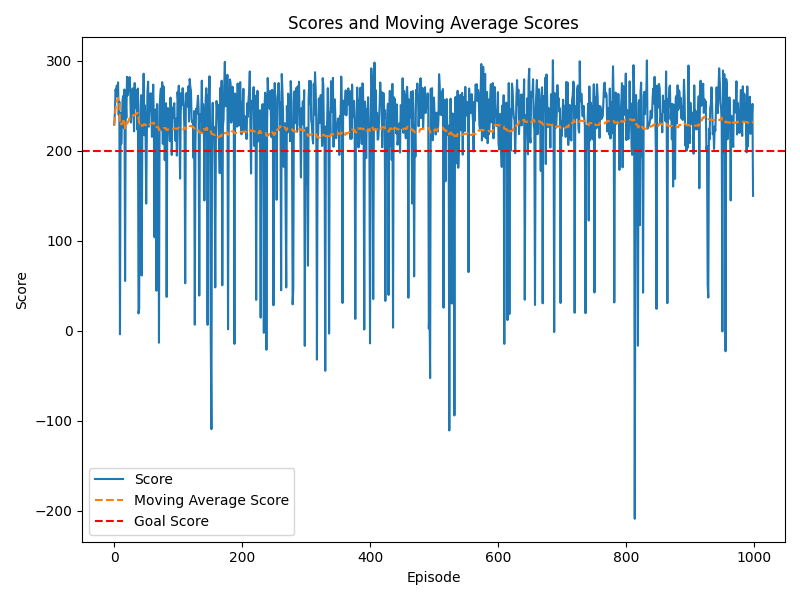 Scores and Moving Average Scores
300
200
100
0
−100
−200
Score
Score
Moving Average Score
Goal Score
0
200
400
600
800
1000
Episode